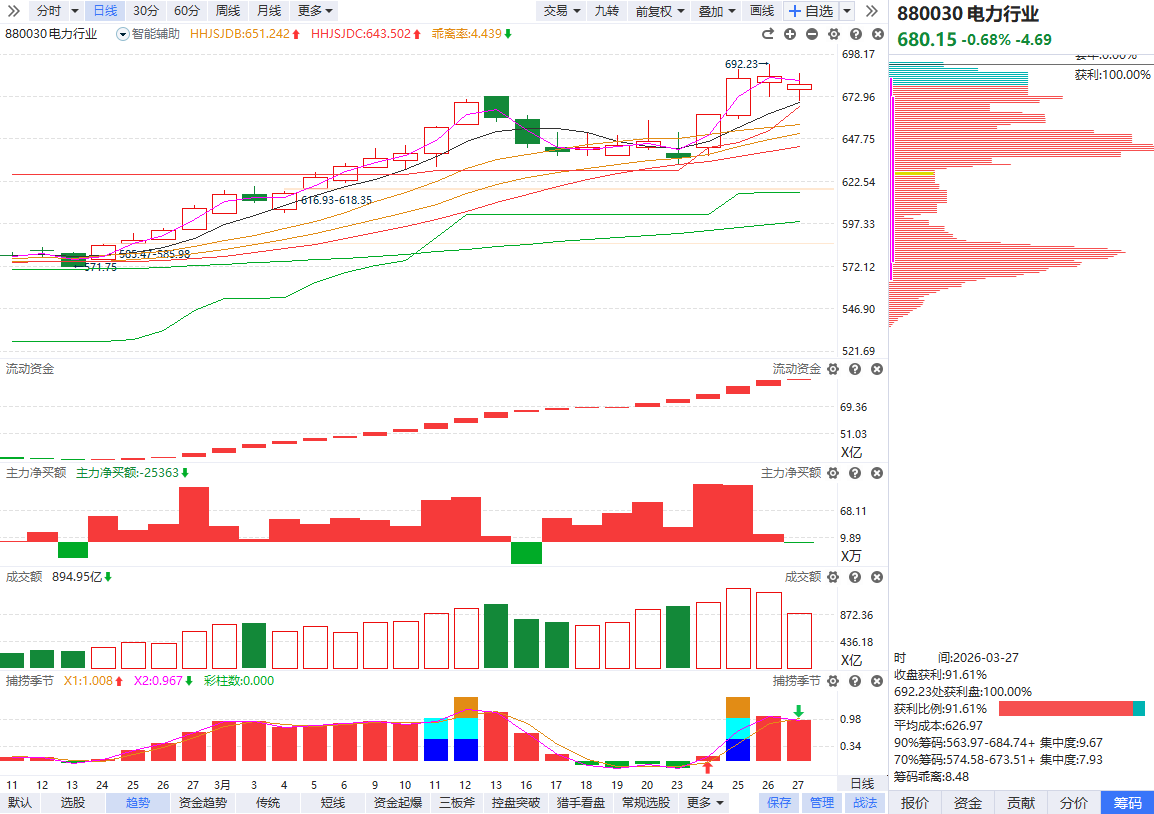 分时 日线 30分 60分 周线 月线 更多 交易 九转 前复权 叠加 画线 自选
880030 电力行业
680.15 -0.68% -4.69
880030 电力行业 智能辅助 HHJSJDB:651.242 HHJSJDC:643.502 乖离率:4.439
获利:100.00%
692.23
698.17
672.96
647.75
622.54
616.93-618.35
597.33
585.47-585.98
571.75
572.12
546.90
521.69
流动资金 流动资金
69.36
51.03
X亿
主力净买额 主力净买额:-25363 主力净买额
68.11
9.89
X万
成交额 894.95亿 成交额
872.36
436.18
X亿
捕捞季节 X1:1.008 X2:0.967 彩柱数:0.000 捕捞季节
0.98
0.34
11 12 13 24 25 26 27 3月 3 4 5 6 9 10 11 12 13 16 17 18 19 20 23 24 25 26 27 日线
默认 选股 趋势 资金趋势 传统 短线 资金起爆 三板斧 控盘突破 猎手看盘 常规选股 更多 保存 管理 战法
时 间:2026-03-27
收盘获利:91.61%
692.23处获利盘:100.00%
获利比例:91.61%
平均成本:626.97
90%筹码:563.97-684.74+ 集中度:9.67
70%筹码:574.58-673.51+ 集中度:7.93
筹码乖离:8.48
报价 资金 贡献 分价 筹码